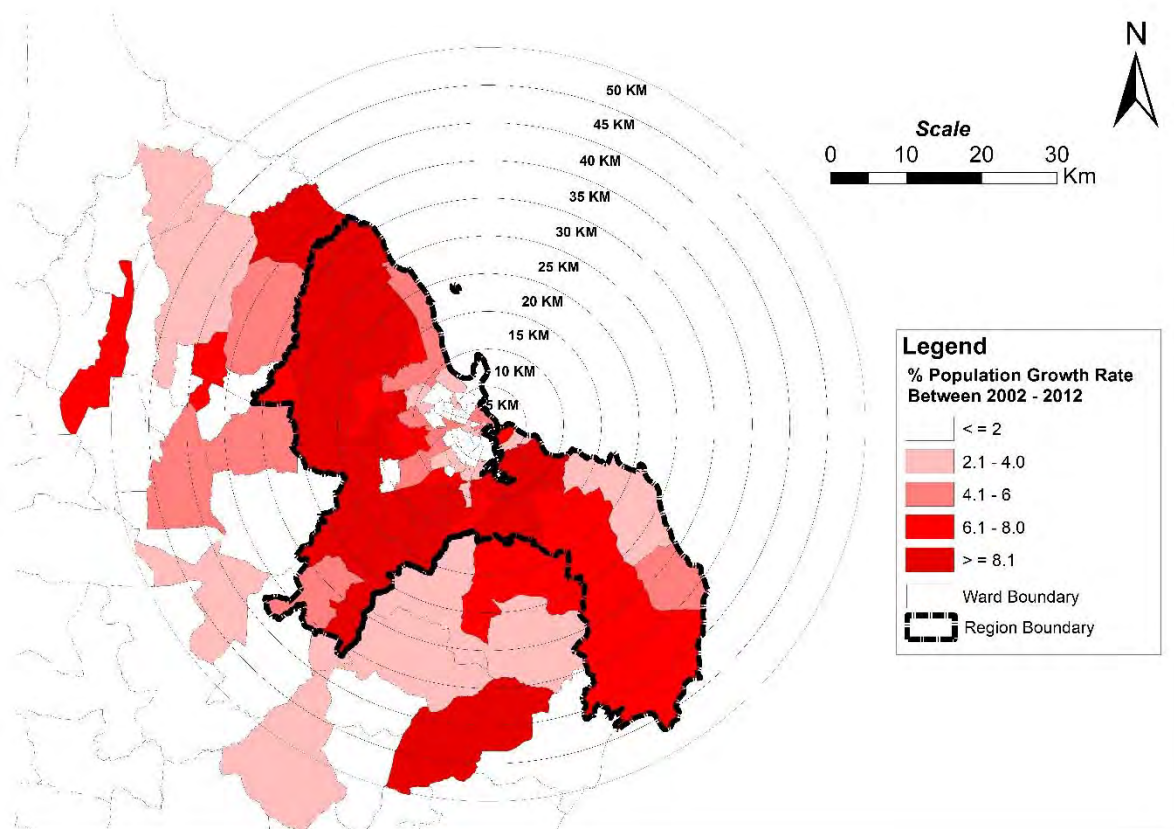 N
50 KM
45 KM
40 KM
35 KM
30 KM
25 KM
20 KM
15 KM
10 KM
5 KM
Scale
0 10 20 30
Km
Legend
% Population Growth Rate
Between 2002 - 2012
< = 2
2.1 - 4.0
4.1 - 6
6.1 - 8.0
> = 8.1
Ward Boundary
Region Boundary